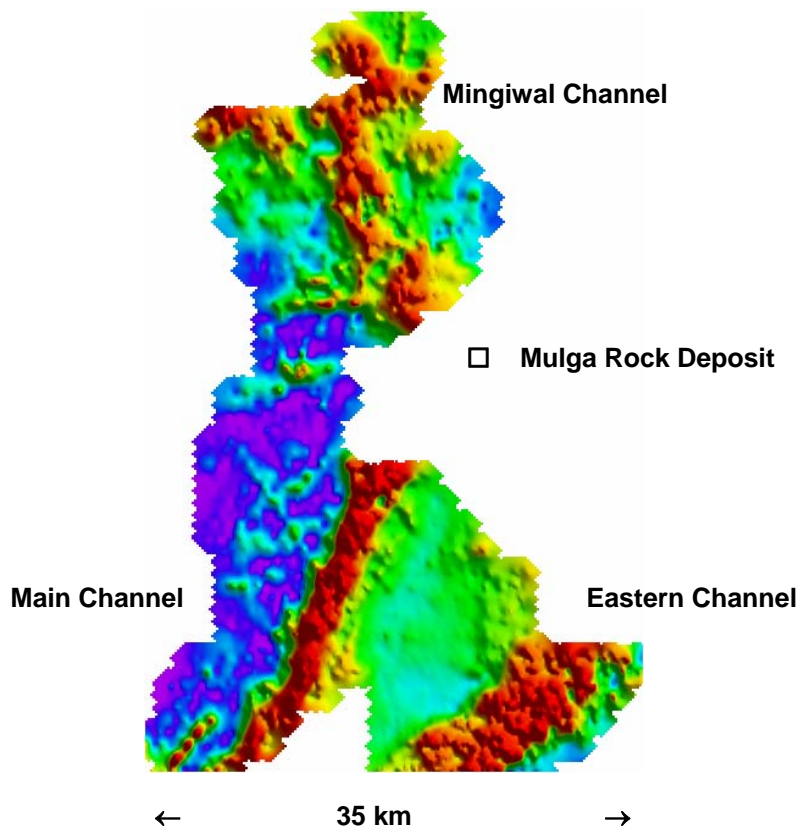 Mingiwal Channel
Mulga Rock Deposit
Main Channel
Eastern Channel
← 35 km →